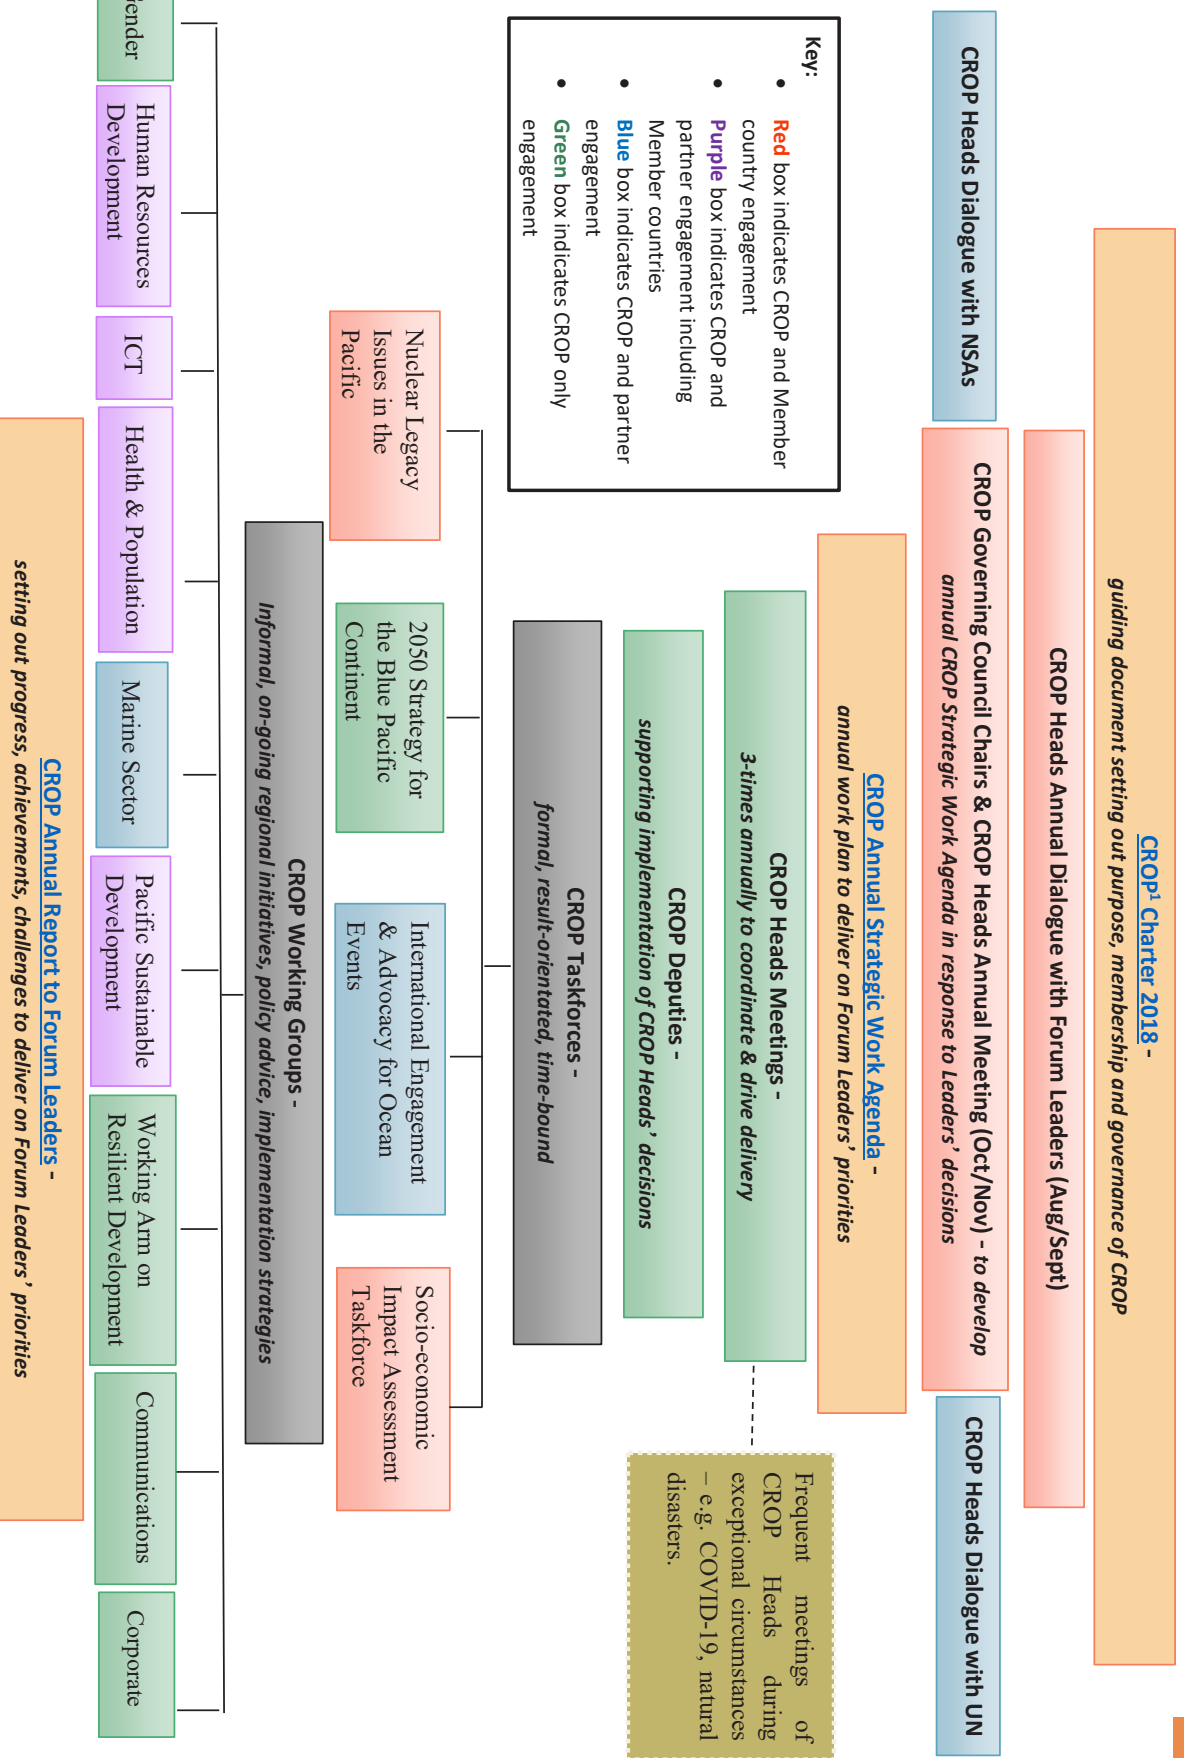 CROP¹ Charter 2018 -
guiding document setting out purpose, membership and governance of CROP
CROP Heads Annual Dialogue with Forum Leaders (Aug/Sept)
CROP Heads Dialogue with NSAs
CROP Governing Council Chairs & CROP Heads Annual Meeting (Oct/Nov) - to develop
annual CROP Strategic Work Agenda in response to Leaders' decisions
CROP Heads Dialogue with UN
CROP Annual Strategic Work Agenda -
annual work plan to deliver on Forum Leaders' priorities
Key:
• Red box indicates CROP and Member
country engagement
• Purple box indicates CROP and
partner engagement including
Member countries
• Blue box indicates CROP and partner
engagement
• Green box indicates CROP only
engagement
CROP Heads Meetings -
3-times annually to coordinate & drive delivery
Frequent meetings of
CROP Heads during
exceptional circumstances
– e.g. COVID-19, natural
disasters.
CROP Deputies -
supporting implementation of CROP Heads' decisions
CROP Taskforces -
formal, result-orientated, time-bound
Nuclear Legacy
Issues in the
Pacific
2050 Strategy for
the Blue Pacific
Continent
International Engagement
& Advocacy for Ocean
Events
Socio-economic
Impact Assessment
Taskforce
CROP Working Groups -
Informal, on-going regional initiatives, policy advice, implementation strategies
Gender
Human Resources
Development
ICT
Health & Population
Marine Sector
Pacific Sustainable
Development
Working Arm on
Resilient Development
Communications
Corporate
CROP Annual Report to Forum Leaders -
setting out progress, achievements, challenges to deliver on Forum Leaders' priorities